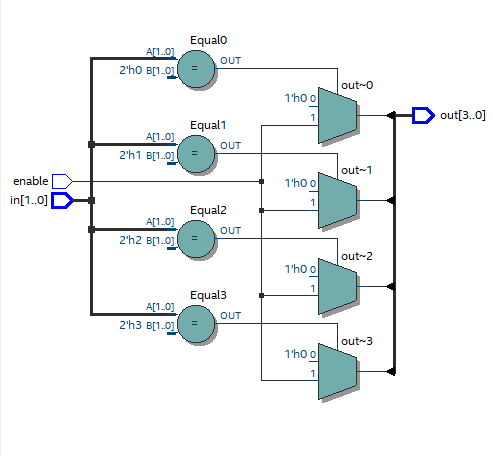 Equal0
A[1..0]
2'h0 B[1..0]
=
OUT
out~0
1'h0 0
1
out[3..0]
Equal1
A[1..0]
2'h1 B[1..0]
=
OUT
out~1
1'h0 0
1
enable
in[1..0]
Equal2
A[1..0]
2'h2 B[1..0]
=
OUT
out~2
1'h0 0
1
Equal3
A[1..0]
2'h3 B[1..0]
=
OUT
out~3
1'h0 0
1